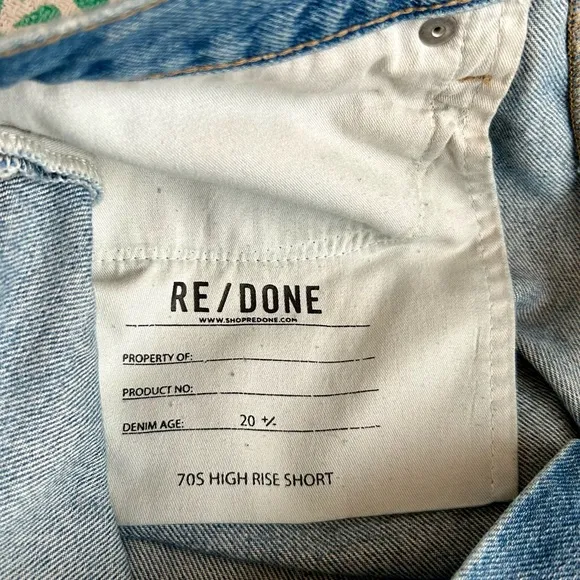 RE/DONE
WWW.SHOPREDONE.COM
PROPERTY OF:
PRODUCT NO:
DENIM AGE: 20 +/-
70S HIGH RISE SHORT